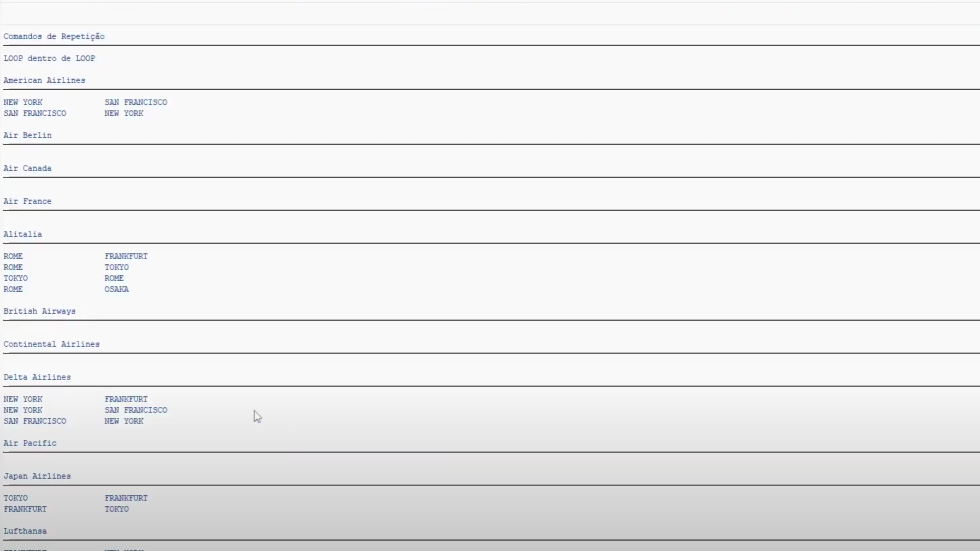 Comandos de Repetição
LOOP dentro de LOOP
American Airlines
NEW YORK SAN FRANCISCO
SAN FRANCISCO NEW YORK
Air Berlin
Air Canada
Air France
Alitalia
ROME FRANKFURT
ROME TOKYO
TOKYO ROME
ROME OSAKA
British Airways
Continental Airlines
Delta Airlines
NEW YORK FRANKFURT
NEW YORK SAN FRANCISCO
SAN FRANCISCO NEW YORK
Air Pacific
Japan Airlines
TOKYO FRANKFURT
FRANKFURT TOKYO
Lufthansa